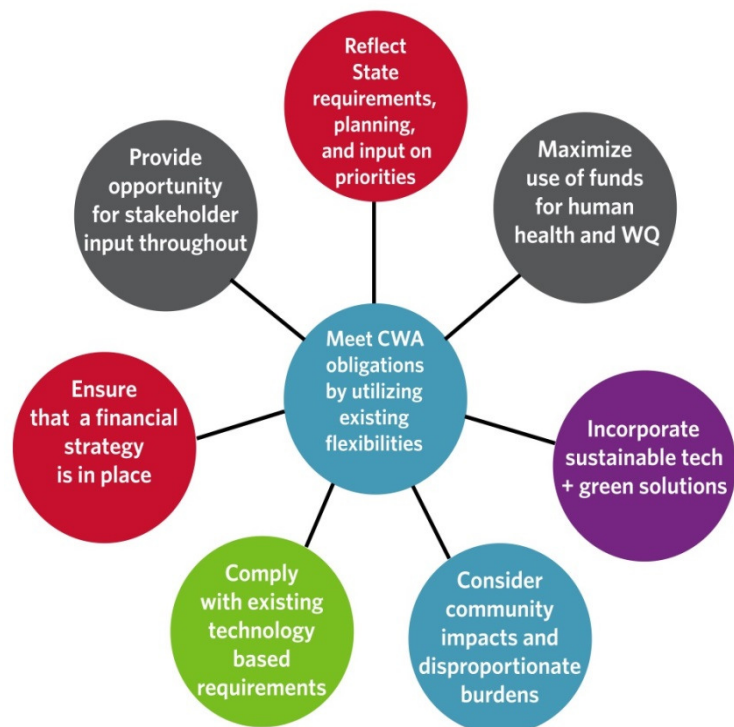 Reflect
State
requirements,
planning,
and input on
priorities
Maximize
use of funds
for human
health and WQ
Incorporate
sustainable tech
+ green solutions
Consider
community
impacts and
disproportionate
burdens
Comply
with existing
technology
based
requirements
Ensure
that a financial
strategy
is in place
Provide
opportunity
for stakeholder
input throughout
Meet CWA
obligations
by utilizing
existing
flexibilities